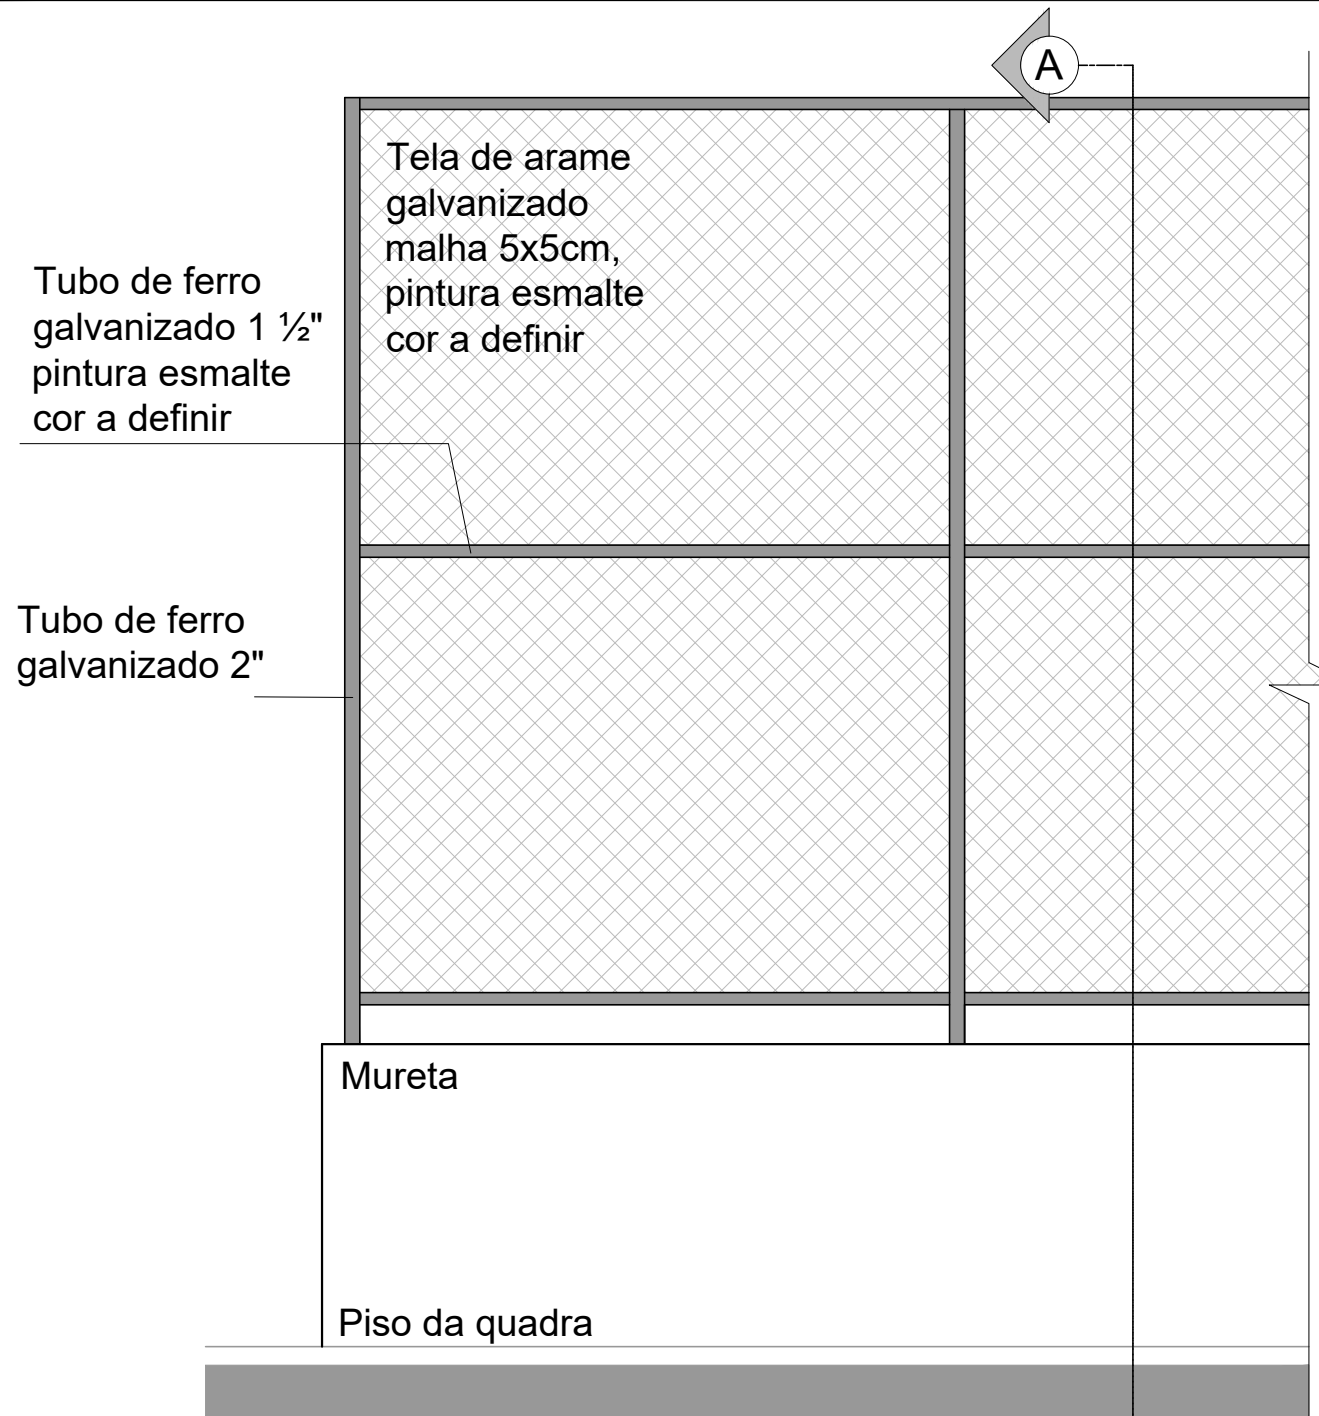 A
Tela de arame
galvanizado
malha 5x5cm,
pintura esmalte
cor a definir
Tubo de ferro
galvanizado 1 ½"
pintura esmalte
cor a definir
Tubo de ferro
galvanizado 2"
Mureta
Piso da quadra